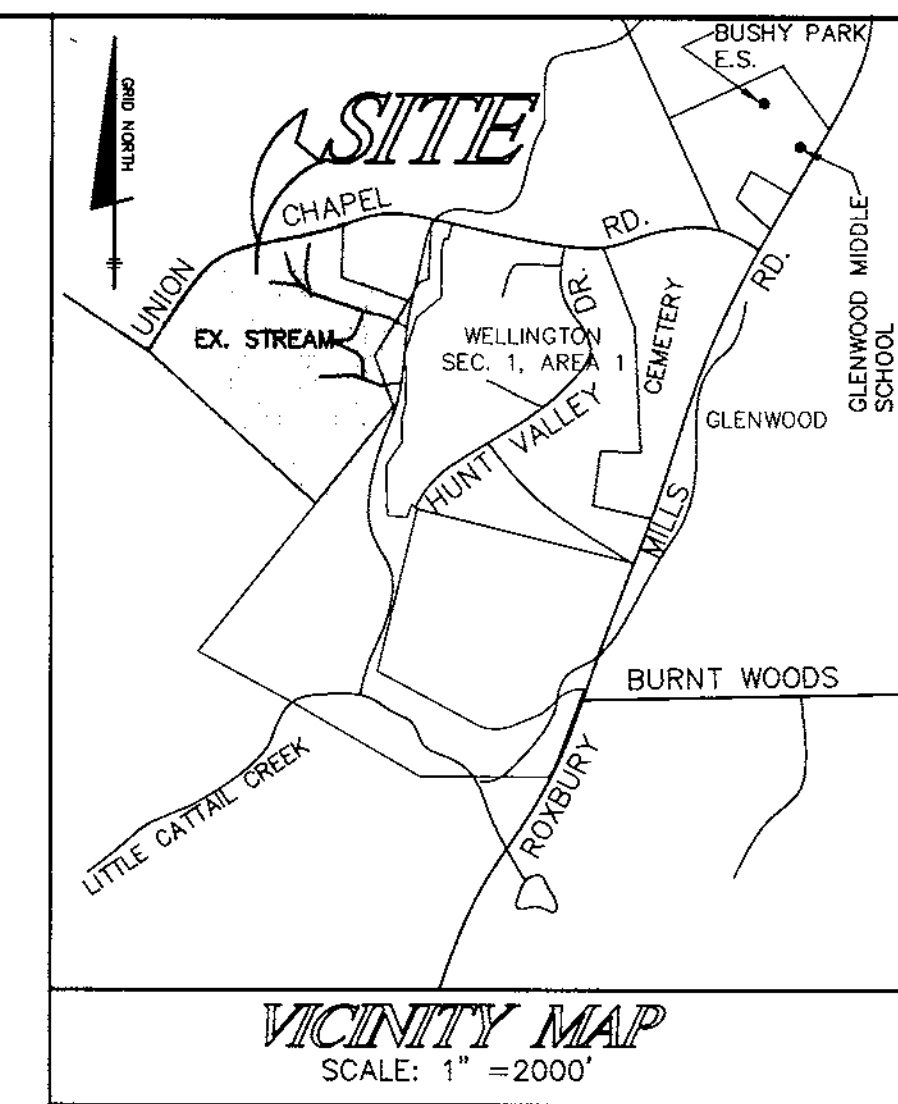 BUSHY PARK
E.S.
GRID NORTH
SITE
CHAPEL
RD.
UNION
RD.
GLENWOOD MIDDLE
SCHOOL
DR.
CEMETERY
EX. STREAM
WELLINGTON
SEC. 1, AREA 1
GLENWOOD
HUNT VALLEY
MILLS
BURNT WOODS
ROXBURY
LITTLE CATTAIL CREEK
VICINITY MAP
SCALE: 1" =2000'